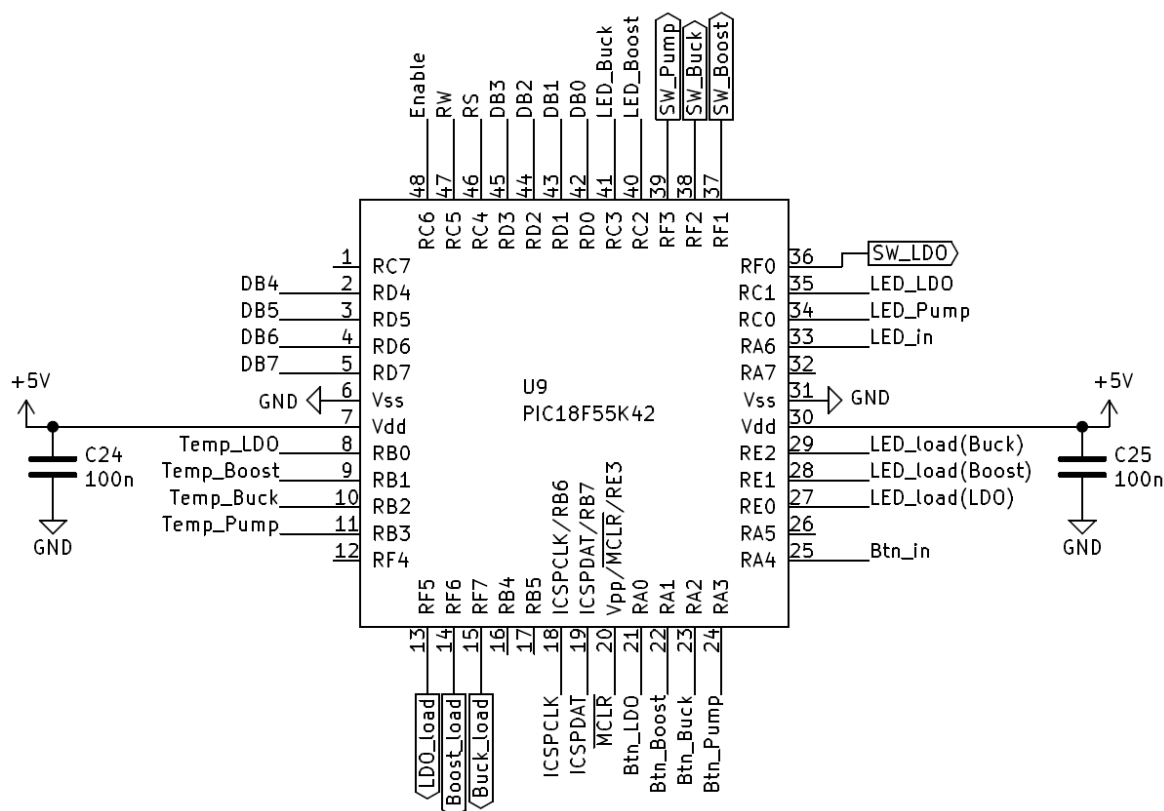 Enable
RW
RS
DB3
DB2
DB1
DB0
LED_Buck
LED_Boost
SW_Pump
SW_Buck
SW_Boost
48 47 46 45 44 43 42 41 40 39 38 37
RC6 RC5 RC4 RD3 RD2 RD1 RD0 RC3 RC2 RF3 RF2 RF1
1 RC7
DB4 2 RD4
DB5 3 RD5
DB6 4 RD6
DB7 5 RD7
GND 6 Vss
+5V
7 Vdd
Temp_LDO 8 RB0
Temp_Boost 9 RB1
Temp_Buck 10 RB2
Temp_Pump 11 RB3
12 RF4
C24
100n
GND
U9
PIC18F55K42
RF0 36 SW_LDO
RC1 35 LED_LDO
RC0 34 LED_Pump
RA6 33 LED_in
RA7 32
Vss 31 GND
+5V
Vdd 30
RE2 29 LED_load(Buck)
RE1 28 LED_load(Boost)
RE0 27 LED_load(LDO)
RA5 26
RA4 25 Btn_in
C25
100n
GND
RF5 RF6 RF7 RB4 RB5 ICSPCLK/RB6 ICSPDAT/RB7 Vpp/MCLR/RE3 RA0 RA1 RA2 RA3
13 14 15 16 17 18 19 20 21 22 23 24
LDO_load
Boost_load
Buck_load
ICSPCLK
ICSPDAT
MCLR
Btn_LDO
Btn_Boost
Btn_Buck
Btn_Pump